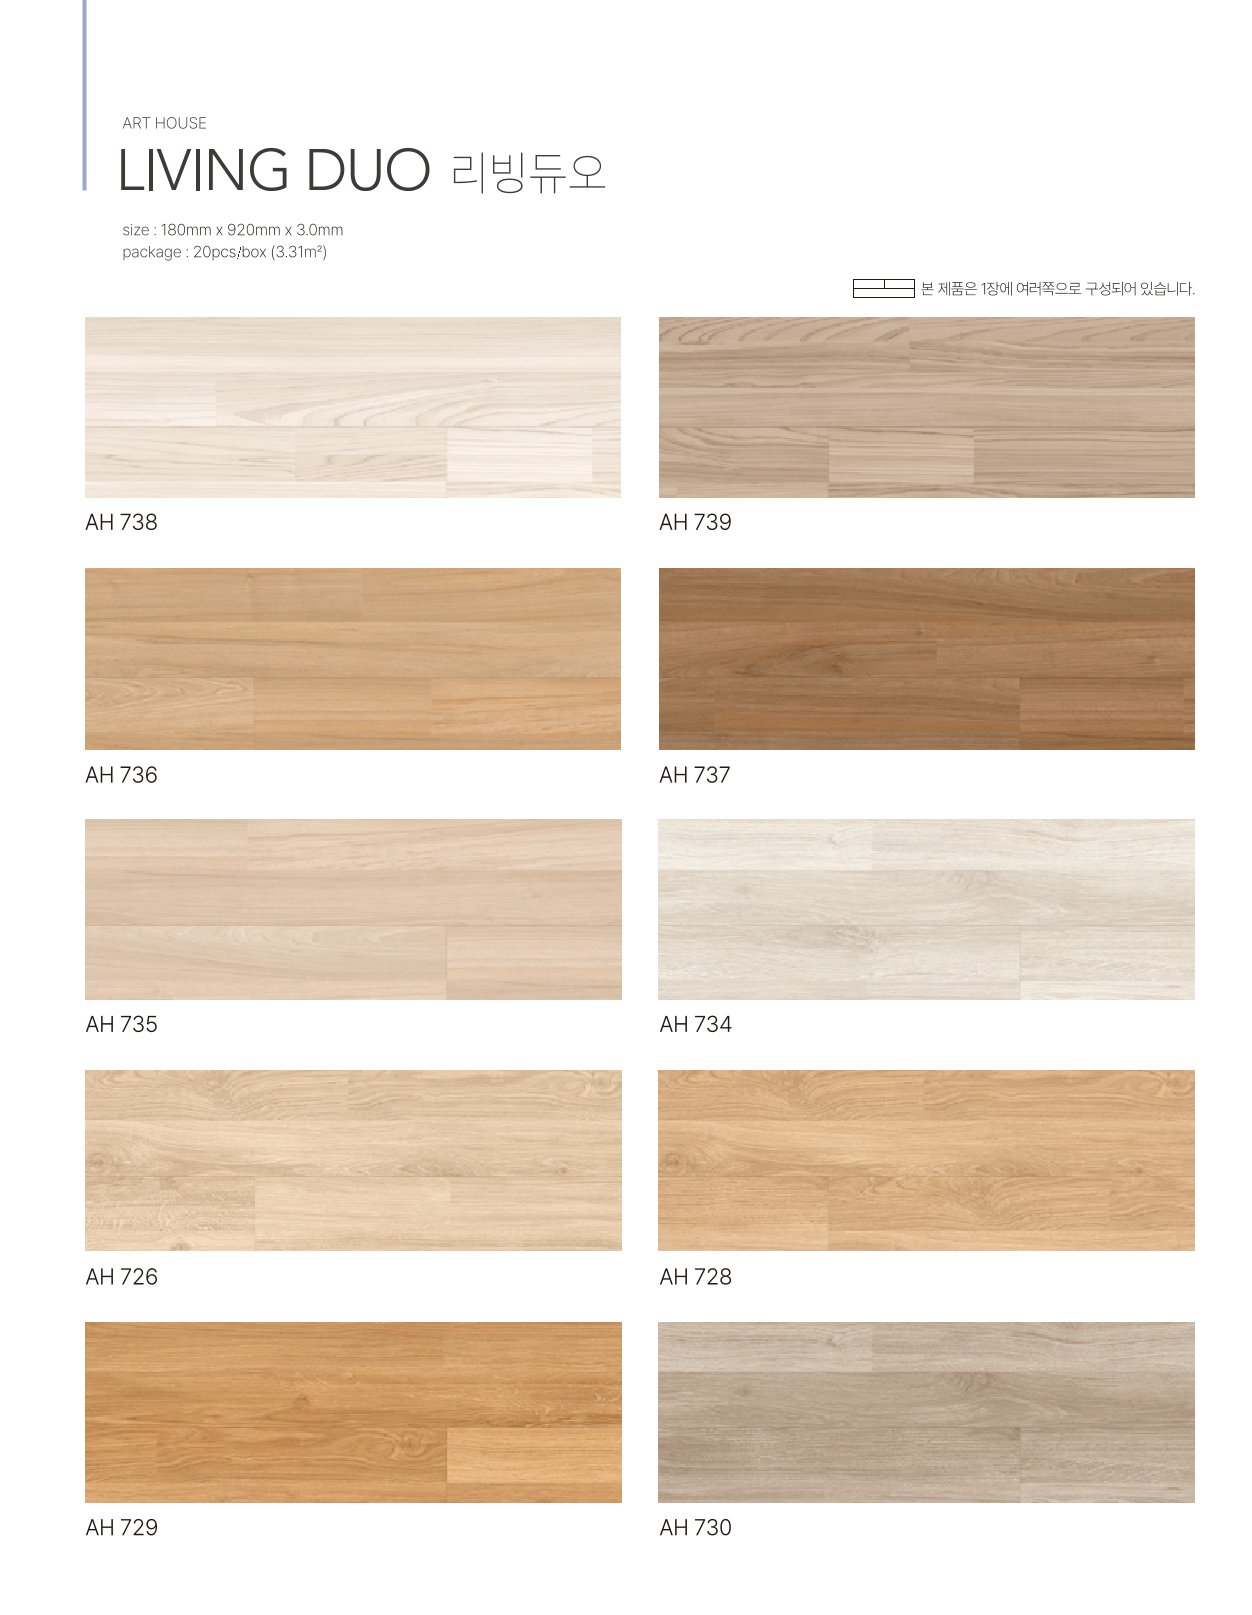 ART HOUSE
LIVING DUO 리빙듀오
size : 180mm x 920mm x 3.0mm
package : 20pcs/box (3.31m²)
본 제품은 1장에 여러쪽으로 구성되어 있습니다.
AH 738
AH 739
AH 736
AH 737
AH 735
AH 734
AH 726
AH 728
AH 729
AH 730